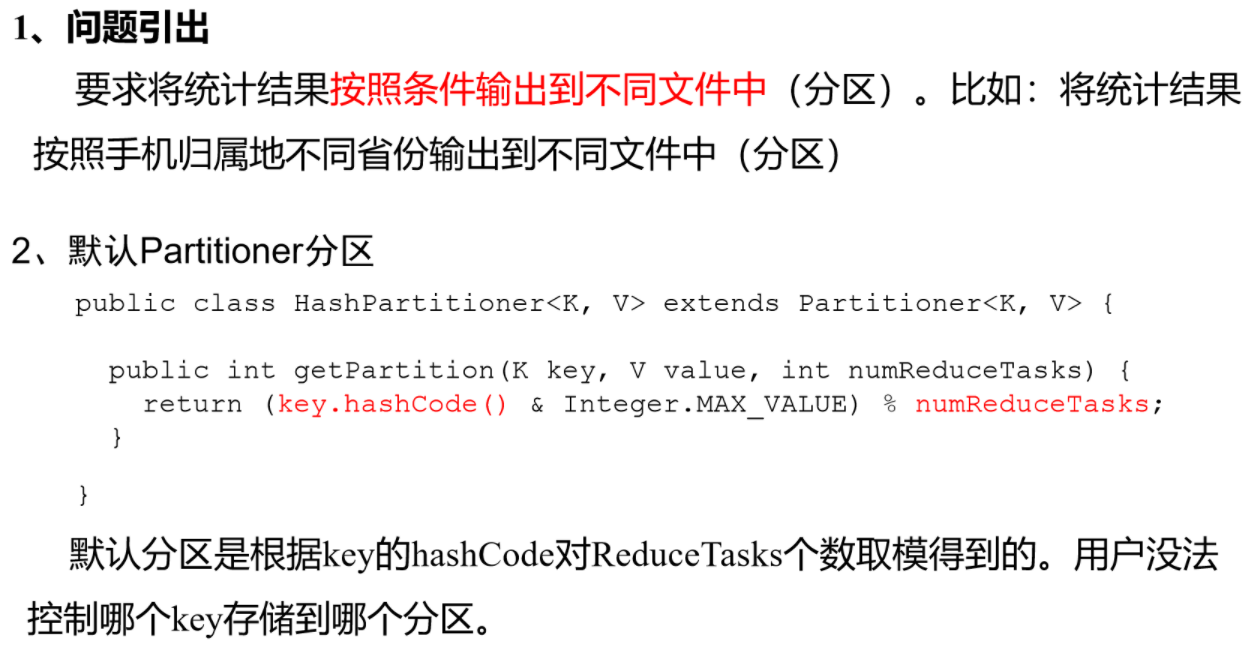 1、问题引出
要求将统计结果按照条件输出到不同文件中（分区）。比如：将统计结果
按照手机归属地不同省份输出到不同文件中（分区）
2、默认Partitioner分区
public class HashPartitioner<K, V> extends Partitioner<K, V> {
public int getPartition(K key, V value, int numReduceTasks) {
return (key.hashCode() & Integer.MAX_VALUE) % numReduceTasks;
}
}
默认分区是根据key的hashCode对ReduceTasks个数取模得到的。用户没法
控制哪个key存储到哪个分区。